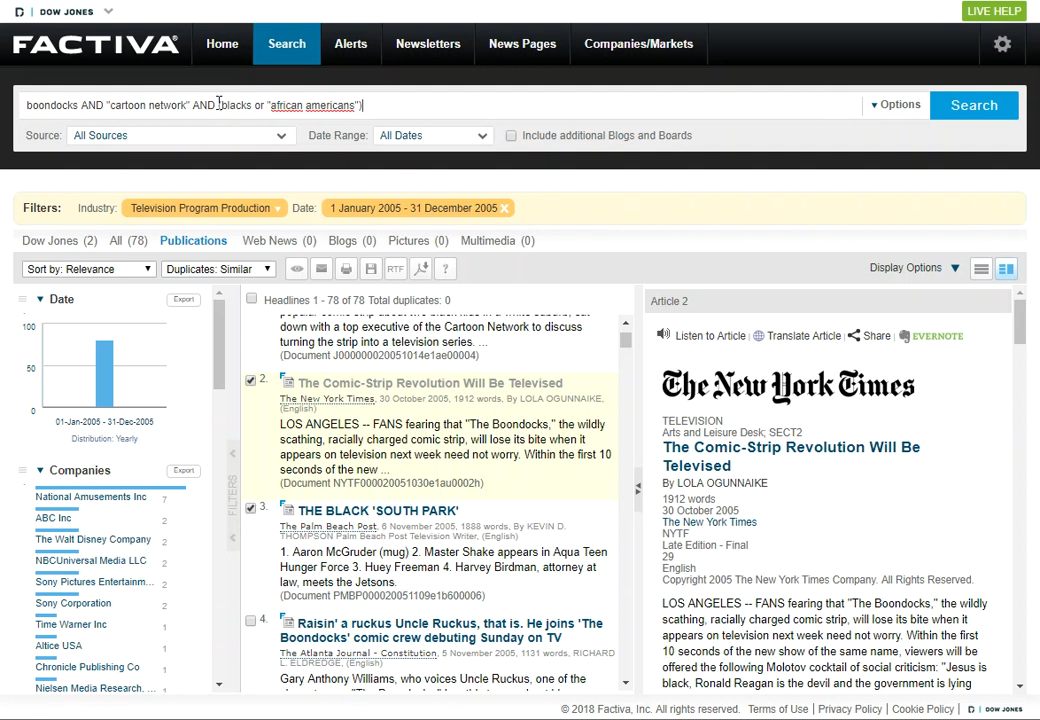 DOW JONES
LIVE HELP
FACTIVA
Home
Search
Alerts
Newsletters
News Pages
Companies/Markets
boondocks AND "cartoon network" AND (blacks or "african americans")
Options
Search
Source: All Sources
Date Range: All Dates
Include additional Blogs and Boards
Filters: Industry: Television Program Production Date: 1 January 2005 - 31 December 2005 x
Dow Jones (2) All (78) Publications Web News (0) Blogs (0) Pictures (0) Multimedia (0)
Sort by: Relevance
Duplicates: Similar
RTF
?
Display Options
Date
Export
100
50
0
01-Jan-2005 - 31-Dec-2005
Distribution: Yearly
Companies
Export
National Amusements Inc 7
ABC Inc 2
The Walt Disney Company 2
NBCUniversal Media LLC 2
Sony Pictures Entertainm... 2
Sony Corporation 2
Time Warner Inc 1
Altice USA 1
Chronicle Publishing Co 1
Nielsen Media Research, ... 1
FILTERS
Headlines 1 - 78 of 78 Total duplicates: 0
popular comic strip about two black kids in a white suburb, sat
down with a top executive of the Cartoon Network to discuss
turning the strip into a television series. ...
(Document J000000020051014e1ae00004)
2. The Comic-Strip Revolution Will Be Televised
The New York Times, 30 October 2005, 1912 words, By LOLA OGUNNAIKE,
(English)
LOS ANGELES -- FANS fearing that "The Boondocks," the wildly
scathing, racially charged comic strip, will lose its bite when it
appears on television next week need not worry. Within the first 10
seconds of the new ...
(Document NYTF000020051030e1au0002h)
3. THE BLACK 'SOUTH PARK'
The Palm Beach Post, 6 November 2005, 1888 words, By KEVIN D.
THOMPSON Palm Beach Post Television Writer, (English)
1. Aaron McGruder (mug) 2. Master Shake appears in Aqua Teen
Hunger Force 3. Huey Freeman 4. Harvey Birdman, attorney at
law, meets the Jetsons.
(Document PMBP000020051109e1b600006)
4. Raisin' a ruckus Uncle Ruckus, that is. He joins 'The
Boondocks' comic crew debuting Sunday on TV
The Atlanta Journal - Constitution, 5 November 2005, 1131 words, RICHARD
L. ELDREDGE, (English)
Gary Anthony Williams, who voices Uncle Ruckus, one of the
Article 2
Listen to Article Translate Article Share EVERNOTE
The New York Times
TELEVISION
Arts and Leisure Desk; SECT2
The Comic-Strip Revolution Will Be
Televised
By LOLA OGUNNAIKE
1912 words
30 October 2005
The New York Times
NYTF
Late Edition - Final
29
English
Copyright 2005 The New York Times Company. All Rights Reserved.
LOS ANGELES -- FANS fearing that "The Boondocks," the wildly
scathing, racially charged comic strip, will lose its bite when it
appears on television next week need not worry. Within the first
10 seconds of the new show of the same name, viewers will be
offered the following Molotov cocktail of social criticism: "Jesus is
black, Ronald Reagan is the devil and the government is lying
© 2018 Factiva, Inc. All rights reserved. Terms of Use | Privacy Policy | Cookie Policy | DOW JONES